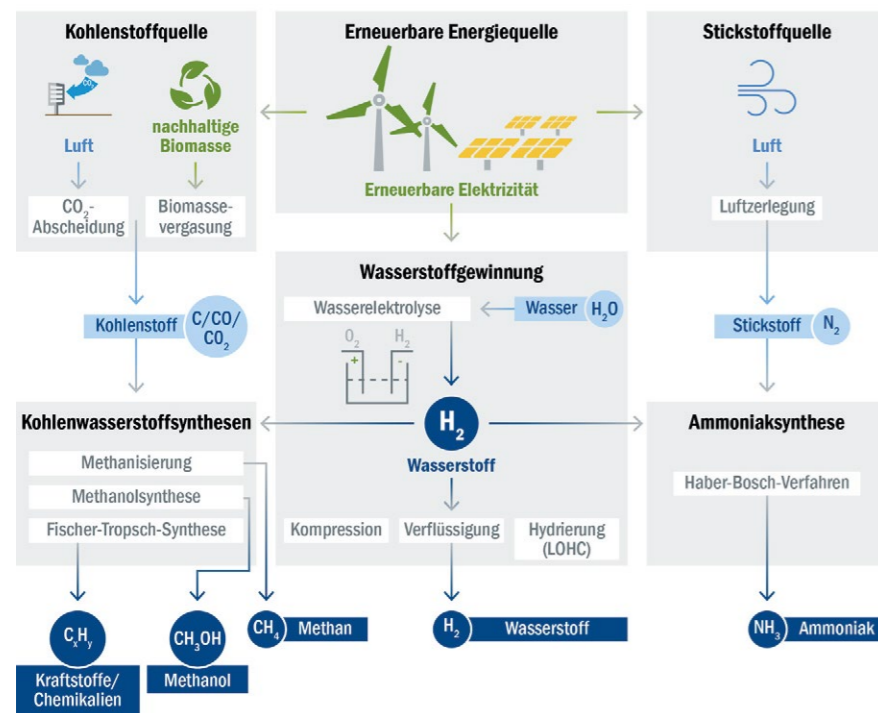 Kohlenstoffquelle
CO₂
Luft
nachhaltige
Biomasse
CO₂-
Abscheidung
Biomasse-
vergasung
Erneuerbare Energiequelle
Erneuerbare Elektrizität
Stickstoffquelle
Luft
Luftzerlegung
Kohlenstoff
C/CO/
CO₂
Wasserstoffgewinnung
Wasserelektrolyse
Wasser H₂O
O₂ H₂
+ -
H₂
Wasserstoff
Kompression
Verflüssigung
Hydrierung
(LOHC)
Stickstoff N₂
Kohlenwasserstoffsynthesen
Methanisierung
Methanolsynthese
Fischer-Tropsch-Synthese
Ammoniaksynthese
Haber-Bosch-Verfahren
CₓHᵧ
Kraftstoffe/
Chemikalien
CH₃OH
Methanol
CH₄ Methan
H₂ Wasserstoff
NH₃ Ammoniak